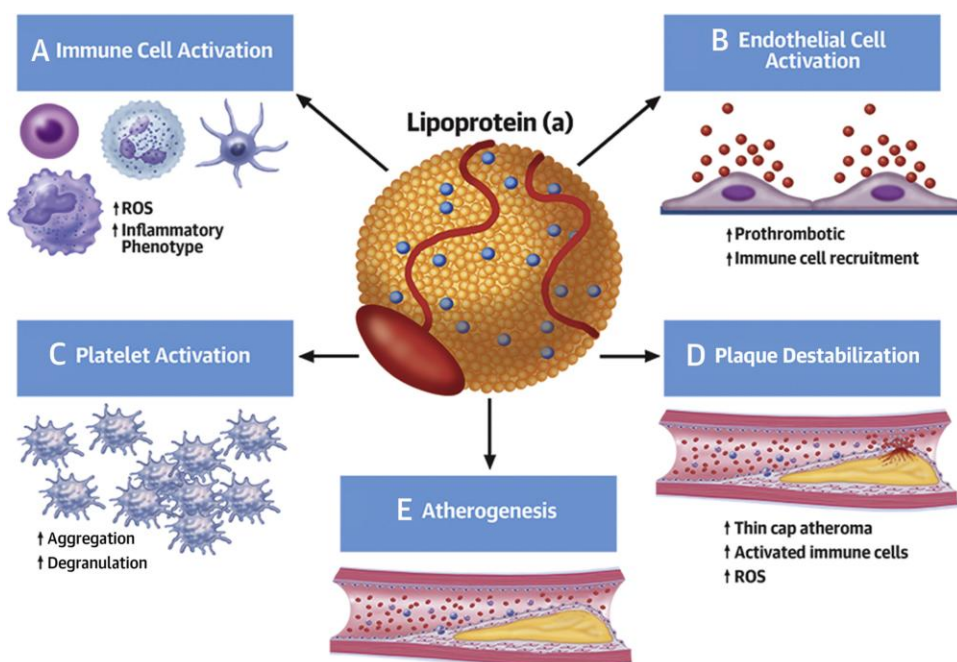 A Immune Cell Activation
↑ROS
↑Inflammatory
Phenotype
Lipoprotein (a)
B Endothelial Cell
Activation
↑Prothrombotic
↑Immune cell recruitment
C Platelet Activation
↑Aggregation
↑Degranulation
D Plaque Destabilization
↑Thin cap atheroma
↑Activated immune cells
↑ROS
E Atherogenesis